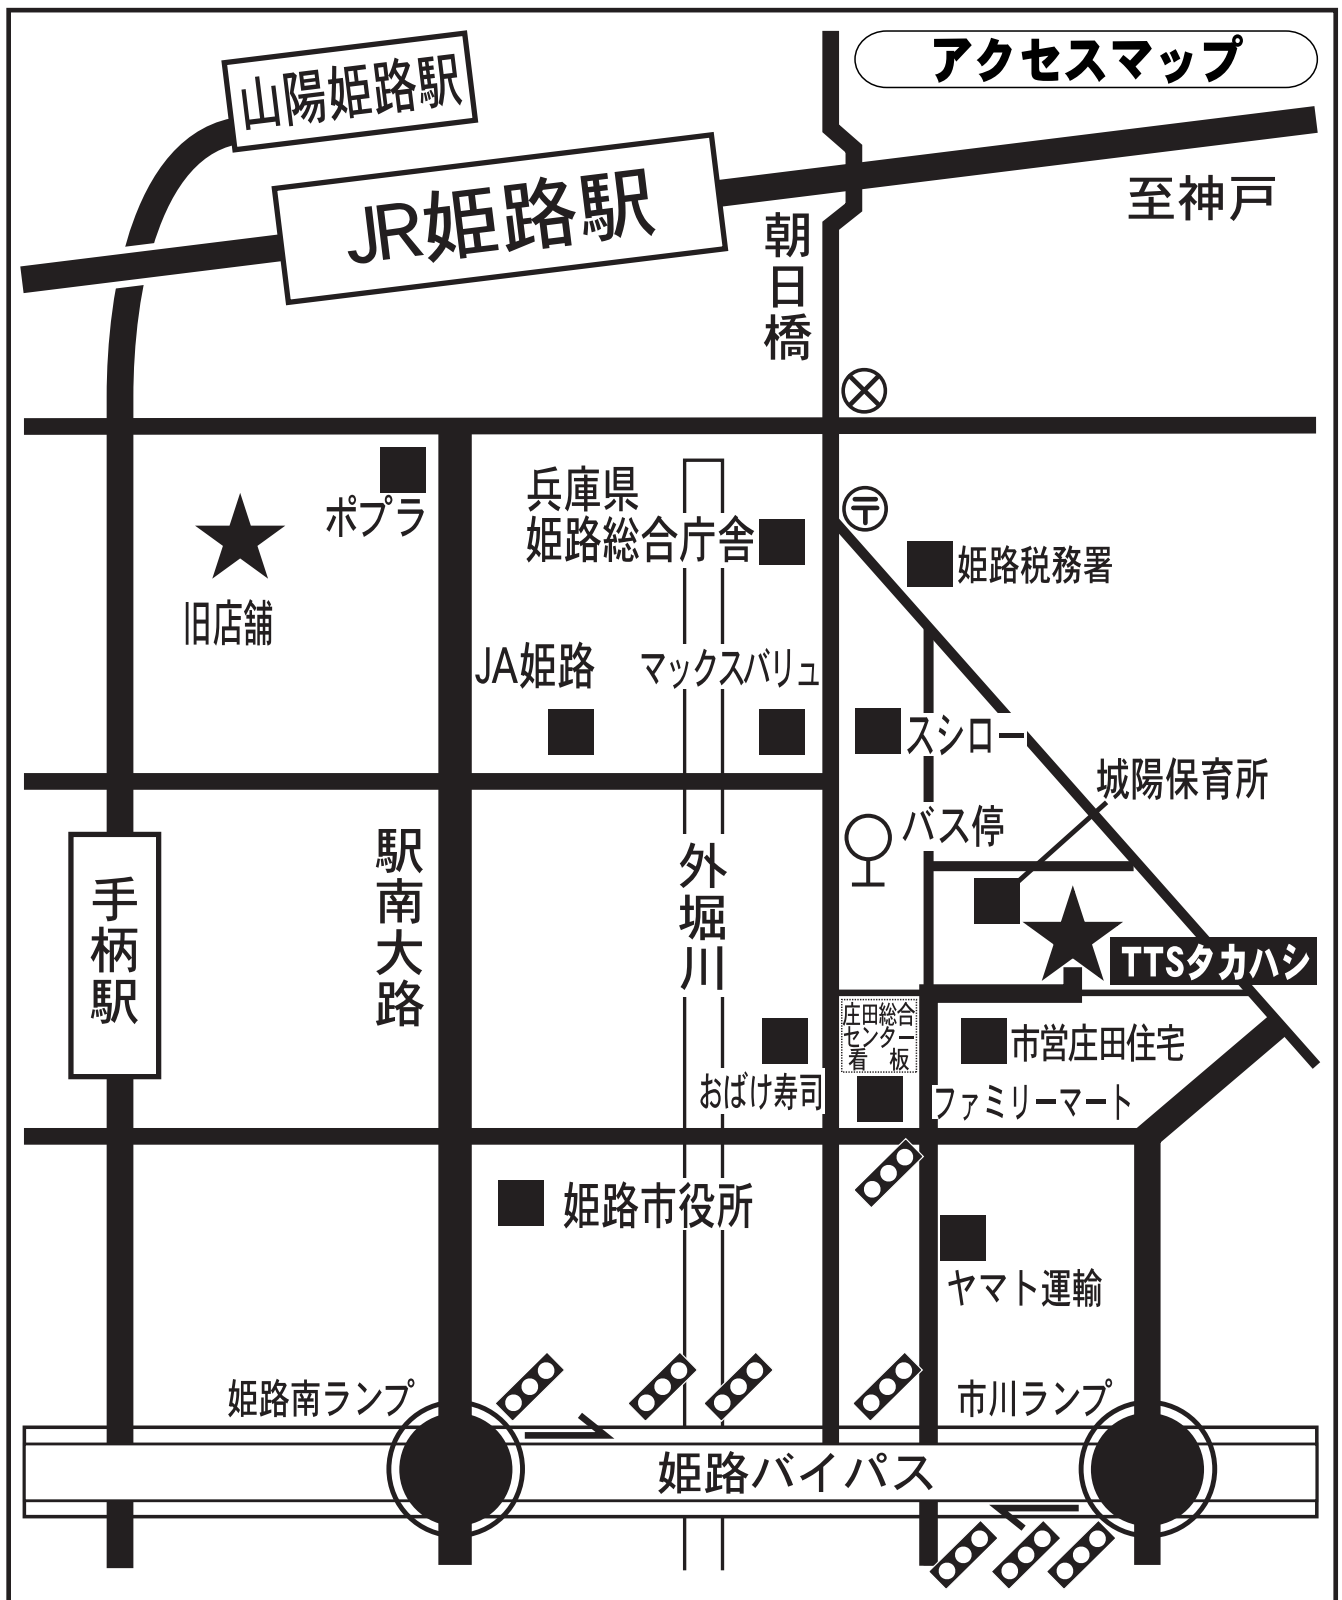 アクセスマップ
山陽姫路駅
JR姫路駅
至神戸
朝日橋
〒
ポプラ
旧店舗
兵庫県
姫路総合庁舎
姫路税務署
JA姫路
マックスバリュ
スシロー
城陽保育所
バス停
手柄駅
駅南大路
外堀川
TTSタカハシ
庄田総合
センター
看 板
市営庄田住宅
おばけ寿司
ファミリーマート
姫路市役所
ヤマト運輸
姫路南ランプ
市川ランプ
姫路バイパス